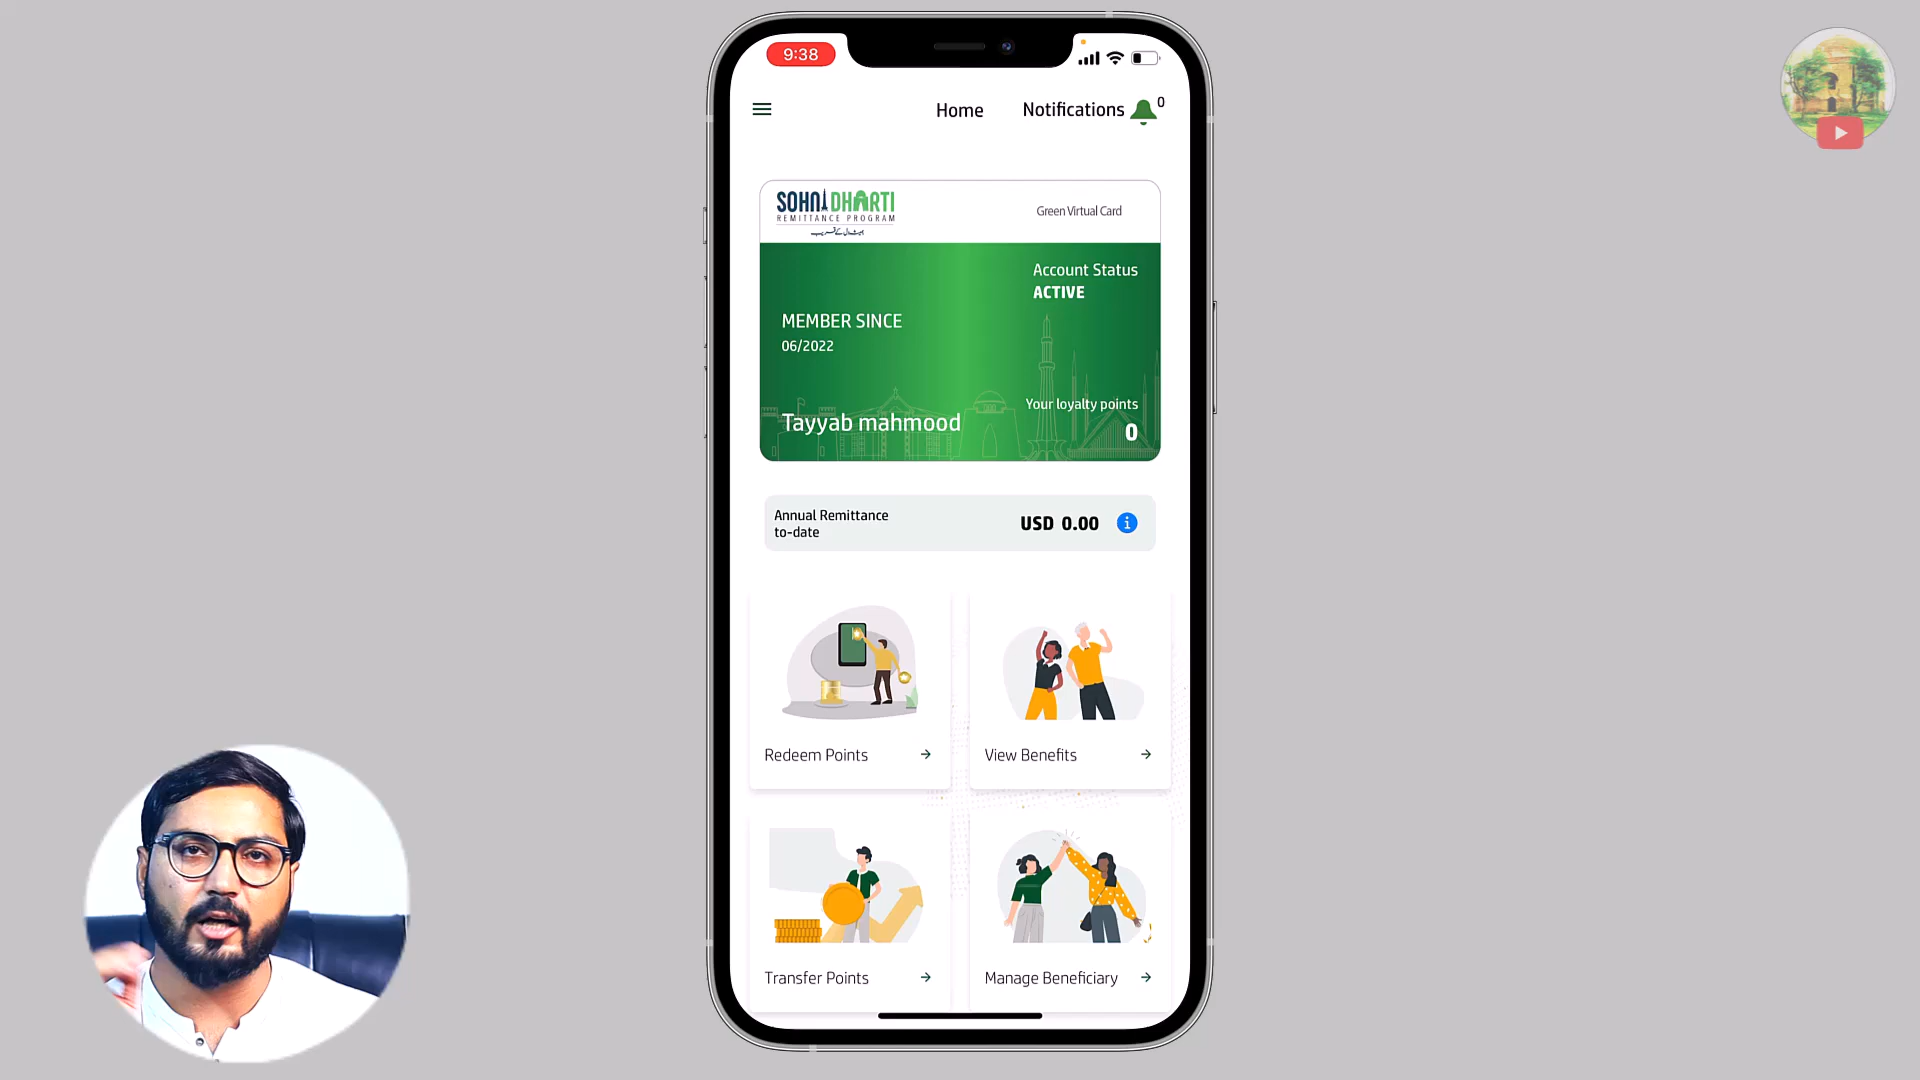 9:38
Home
Notifications
0
SOHNI DHARTI
REMITTANCE PROGRAM
Green Virtual Card
Account Status
ACTIVE
MEMBER SINCE
06/2022
Your loyalty points
Tayyab mahmood
0
Annual Remittance
to-date
USD 0.00
Redeem Points
View Benefits
Transfer Points
Manage Beneficiary